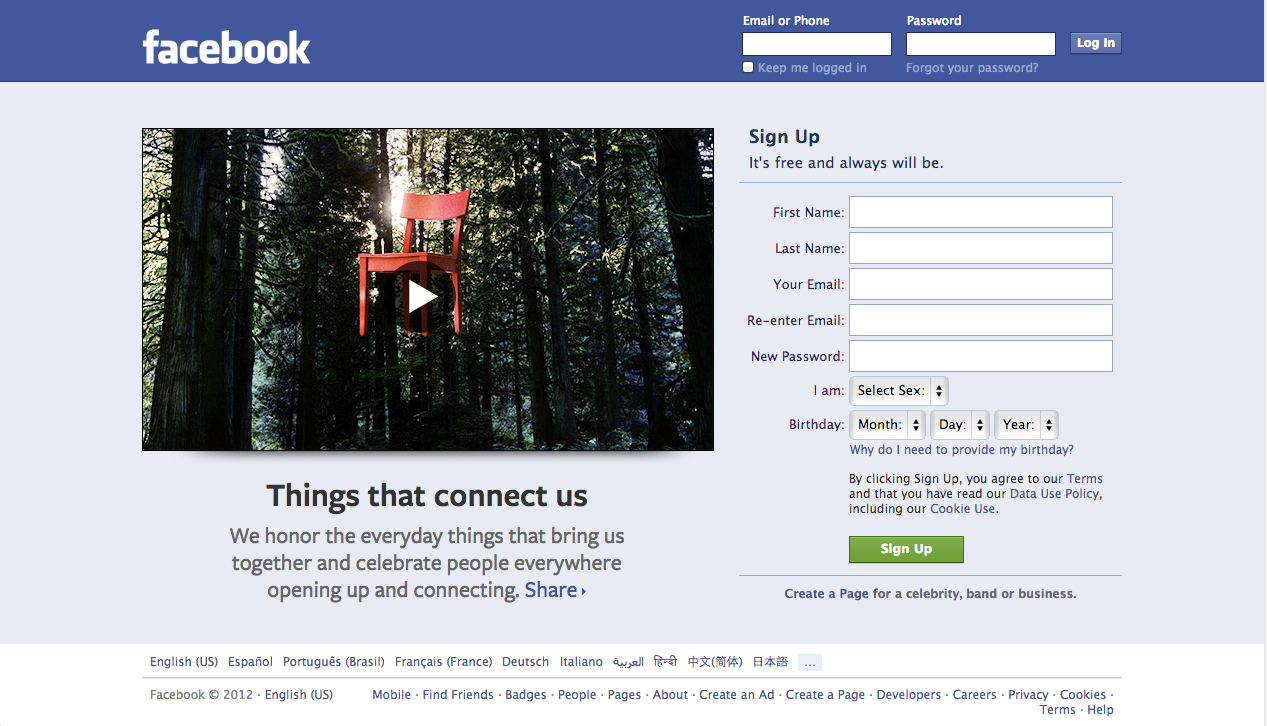 facebook
Email or Phone
Password
Log In
Keep me logged in
Forgot your password?
Sign Up
It's free and always will be.
First Name:
Last Name:
Your Email:
Re-enter Email:
New Password:
I am: Select Sex:
Birthday: Month: Day: Year:
Why do I need to provide my birthday?
By clicking Sign Up, you agree to our Terms
and that you have read our Data Use Policy,
including our Cookie Use.
Sign Up
Create a Page for a celebrity, band or business.
Things that connect us
We honor the everyday things that bring us
together and celebrate people everywhere
opening up and connecting. Share
English (US) Español Português (Brasil) Français (France) Deutsch Italiano العربية हिन्दी 中文(简体) 日本語 ...
Facebook © 2012 · English (US)
Mobile · Find Friends · Badges · People · Pages · About · Create an Ad · Create a Page · Developers · Careers · Privacy · Cookies ·
Terms · Help